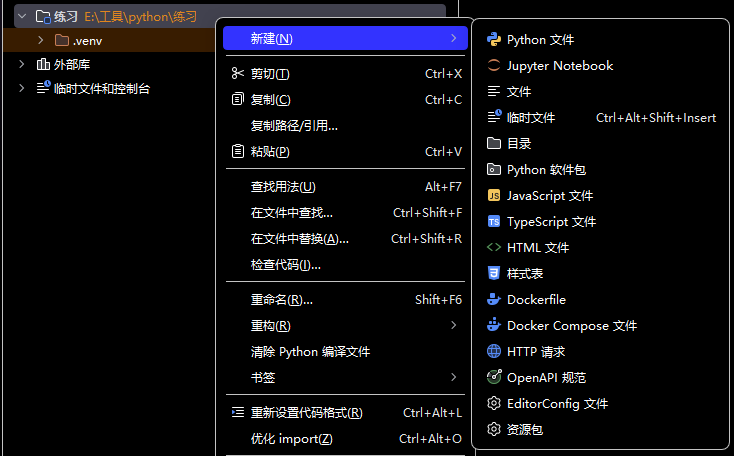 练习 E:\工具\python\练习
.venv
外部库
临时文件和控制台
新建(N)
剪切(T) Ctrl+X
复制(C) Ctrl+C
复制路径/引用...
粘贴(P) Ctrl+V
查找用法(U) Alt+F7
在文件中查找... Ctrl+Shift+F
在文件中替换(A)... Ctrl+Shift+R
检查代码(I)...
重命名(R)... Shift+F6
重构(R)
清除 Python 编译文件
书签
重新设置代码格式(R) Ctrl+Alt+L
优化 import(Z) Ctrl+Alt+O
Python 文件
Jupyter Notebook
文件
临时文件 Ctrl+Alt+Shift+Insert
目录
Python 软件包
JS JavaScript 文件
TS TypeScript 文件
HTML 文件
样式表
Dockerfile
Docker Compose 文件
HTTP 请求
OpenAPI 规范
EditorConfig 文件
资源包